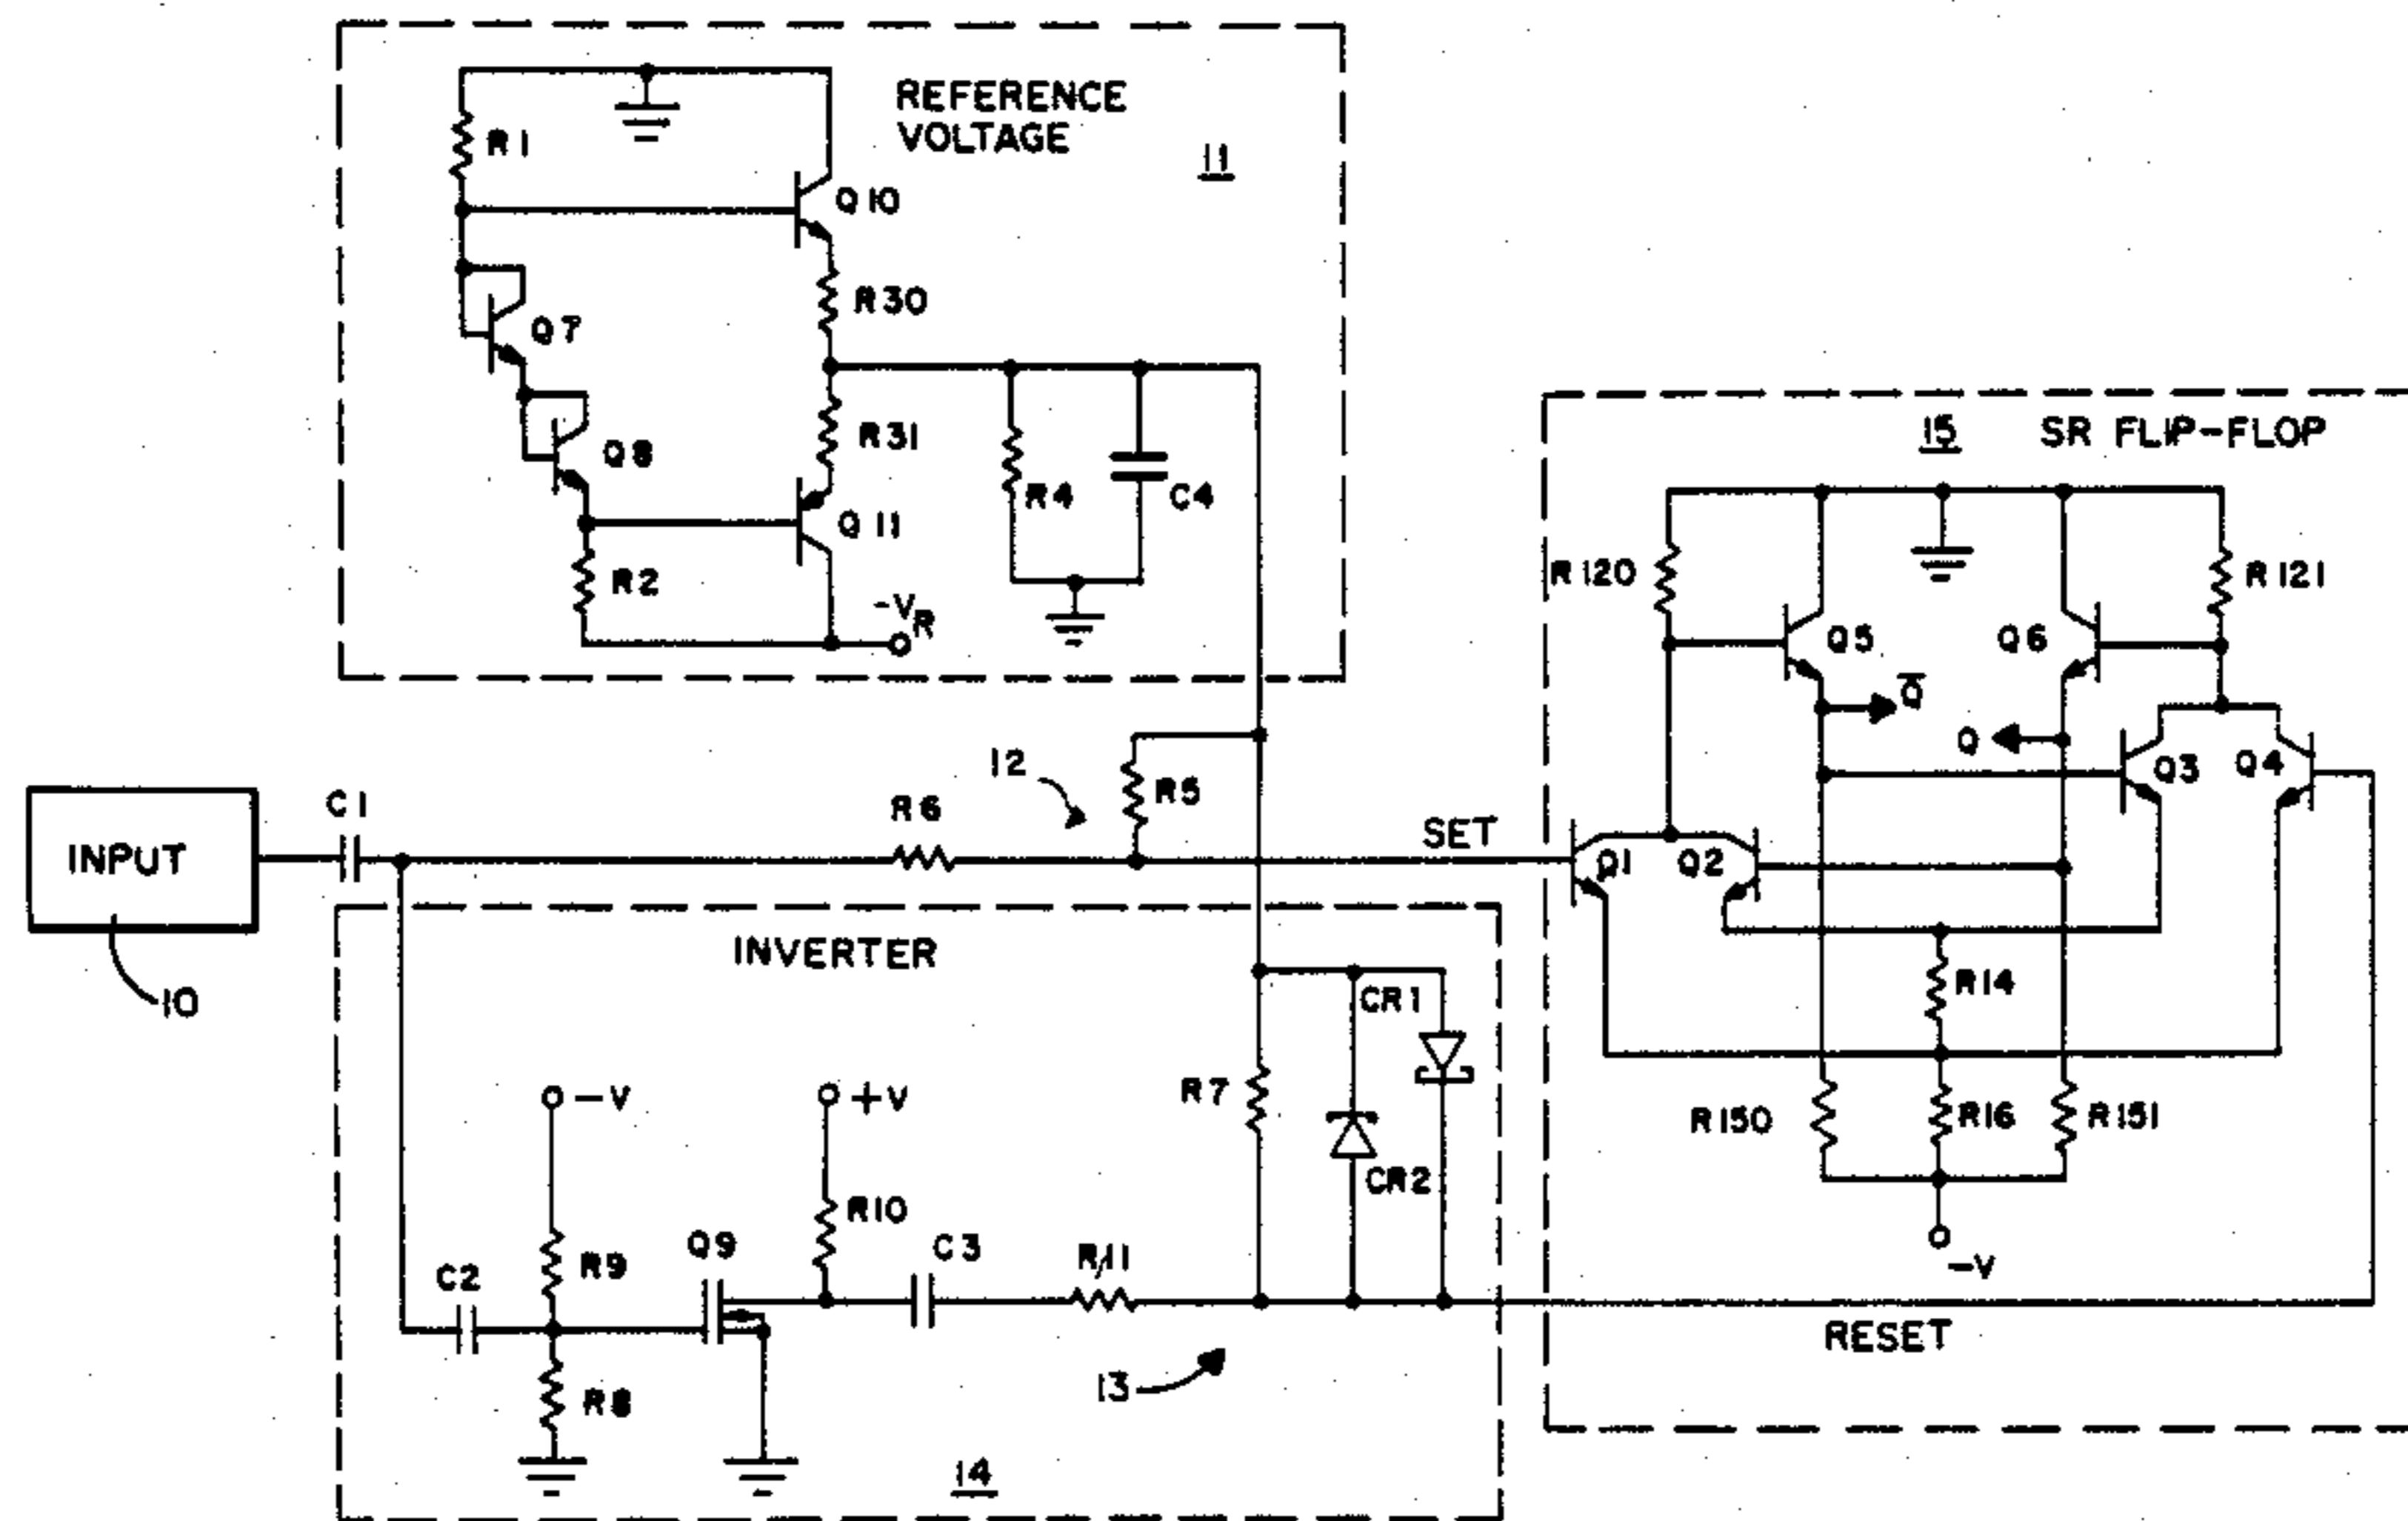 REFERENCE
VOLTAGE
11
R1
Q10
R30
Q7
Q8
R31
Q11
R4
C4
R2
-VR
15 SR FLIP-FLOP
R120
R121
Q5
Q6
Q̅
Q
Q3
Q4
12
R5
C1
R6
SET
INPUT
Q1
Q2
10
INVERTER
R14
CR1
-V
+V
R7
R150
R16
R151
R10
CR2
Q9
C3
R11
C2
R9
-V
RESET
R8
13
14